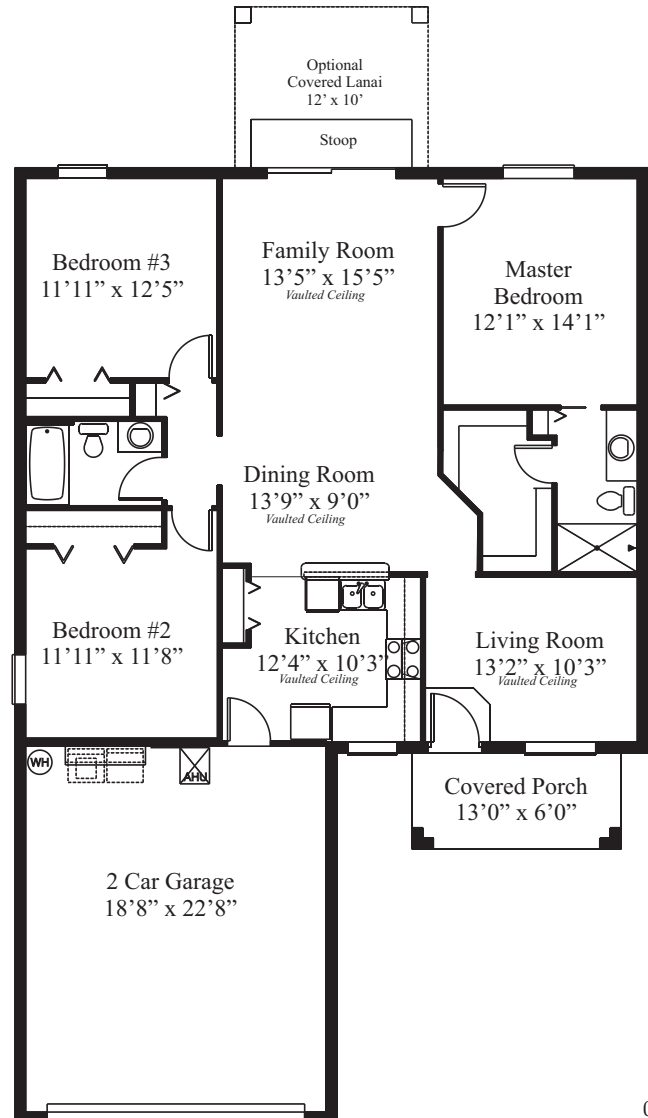 Optional
Covered Lanai
12’ x 10’
Stoop
Bedroom #3
11’11” x 12’5”
Family Room
13’5” x 15’5”
Vaulted Ceiling
Master
Bedroom
12’1” x 14’1”
Dining Room
13’9” x 9’0”
Vaulted Ceiling
Bedroom #2
11’11” x 11’8”
Kitchen
12’4” x 10’3”
Vaulted Ceiling
Living Room
13’2” x 10’3”
Vaulted Ceiling
WH
AHU
Covered Porch
13’0” x 6’0”
2 Car Garage
18’8” x 22’8”